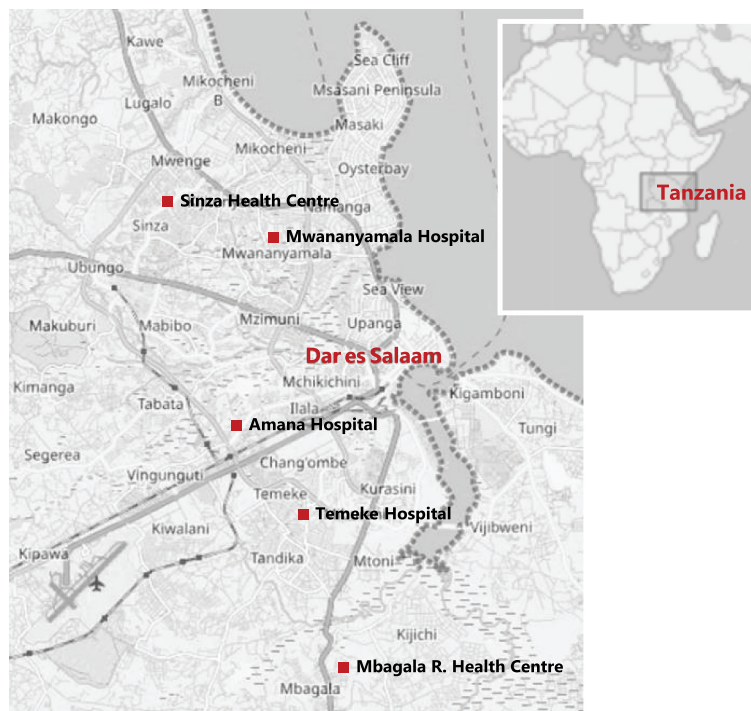 Kawe
Sea Cliff
Mikocheni
B
Msasani Peninsula
Lugalo
Makongo
Masaki
Mikocheni
Mwenge
Oysterbay
Tanzania
Sinza Health Centre
Namanga
Sinza
Mwananyamala Hospital
Mwananyamala
Ubungo
Sea View
Mzimuni
Upanga
Makuburi
Mabibo
Dar es Salaam
Mchikichini
Kimanga
Kigamboni
Tabata
Ilala
Amana Hospital
Tungi
Segerea
Chang'ombe
Vingunguti
Kurasini
Temeke
Temeke Hospital
Kiwalani
Vijibweni
Kipawa
Tandika
Mtoni
Kijichi
Mbagala R. Health Centre
Mbagala